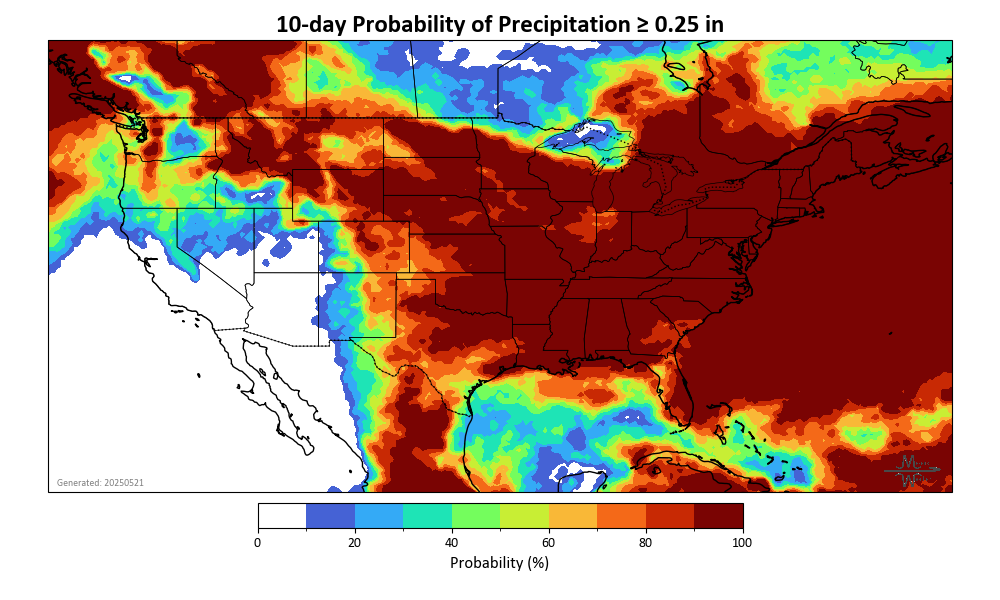 10-day Probability of Precipitation ≥ 0.25 in
Generated: 20250521
0 20 40 60 80 100
Probability (%)